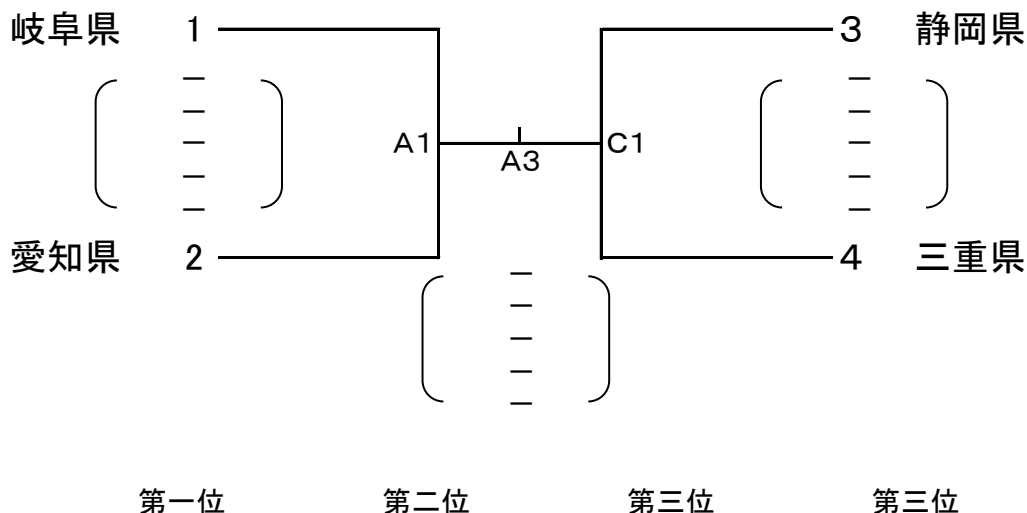 岐阜県 1 3 静岡県
— —
— —
A1 — C1 —
A3
— —
— —
愛知県 2 4 三重県
—
—
—
—
—
第一位 第二位 第三位 第三位